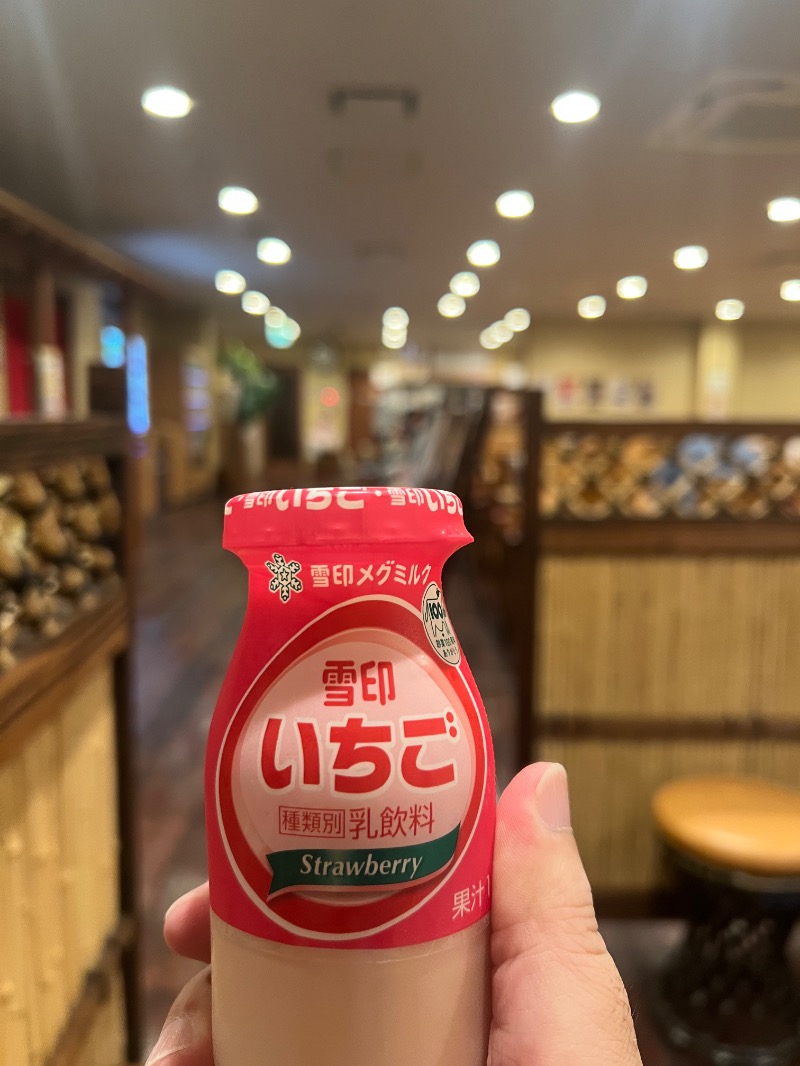 雪印いちご・雪印いち
雪印メグミルク
100
雪印
いちご
種類別 乳飲料
Strawberry
果汁1